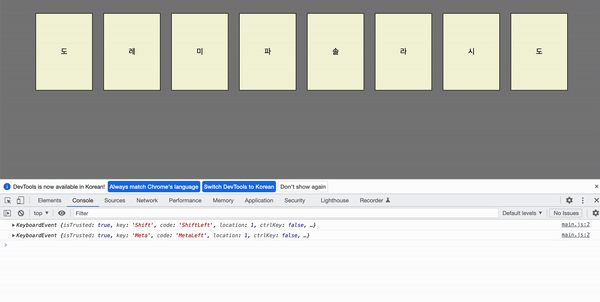 도 레 미 파 솔 라 시 도
DevTools is now available in Korean! Always match Chrome's language Switch DevTools to Korean Don't show again
Elements Console Sources Network Performance Memory Application Security Lighthouse Recorder
top Filter Default levels No Issues
KeyboardEvent {isTrusted: true, key: 'Shift', code: 'ShiftLeft', location: 1, ctrlKey: false, …} main.js:2
KeyboardEvent {isTrusted: true, key: 'Meta', code: 'MetaLeft', location: 1, ctrlKey: false, …} main.js:2